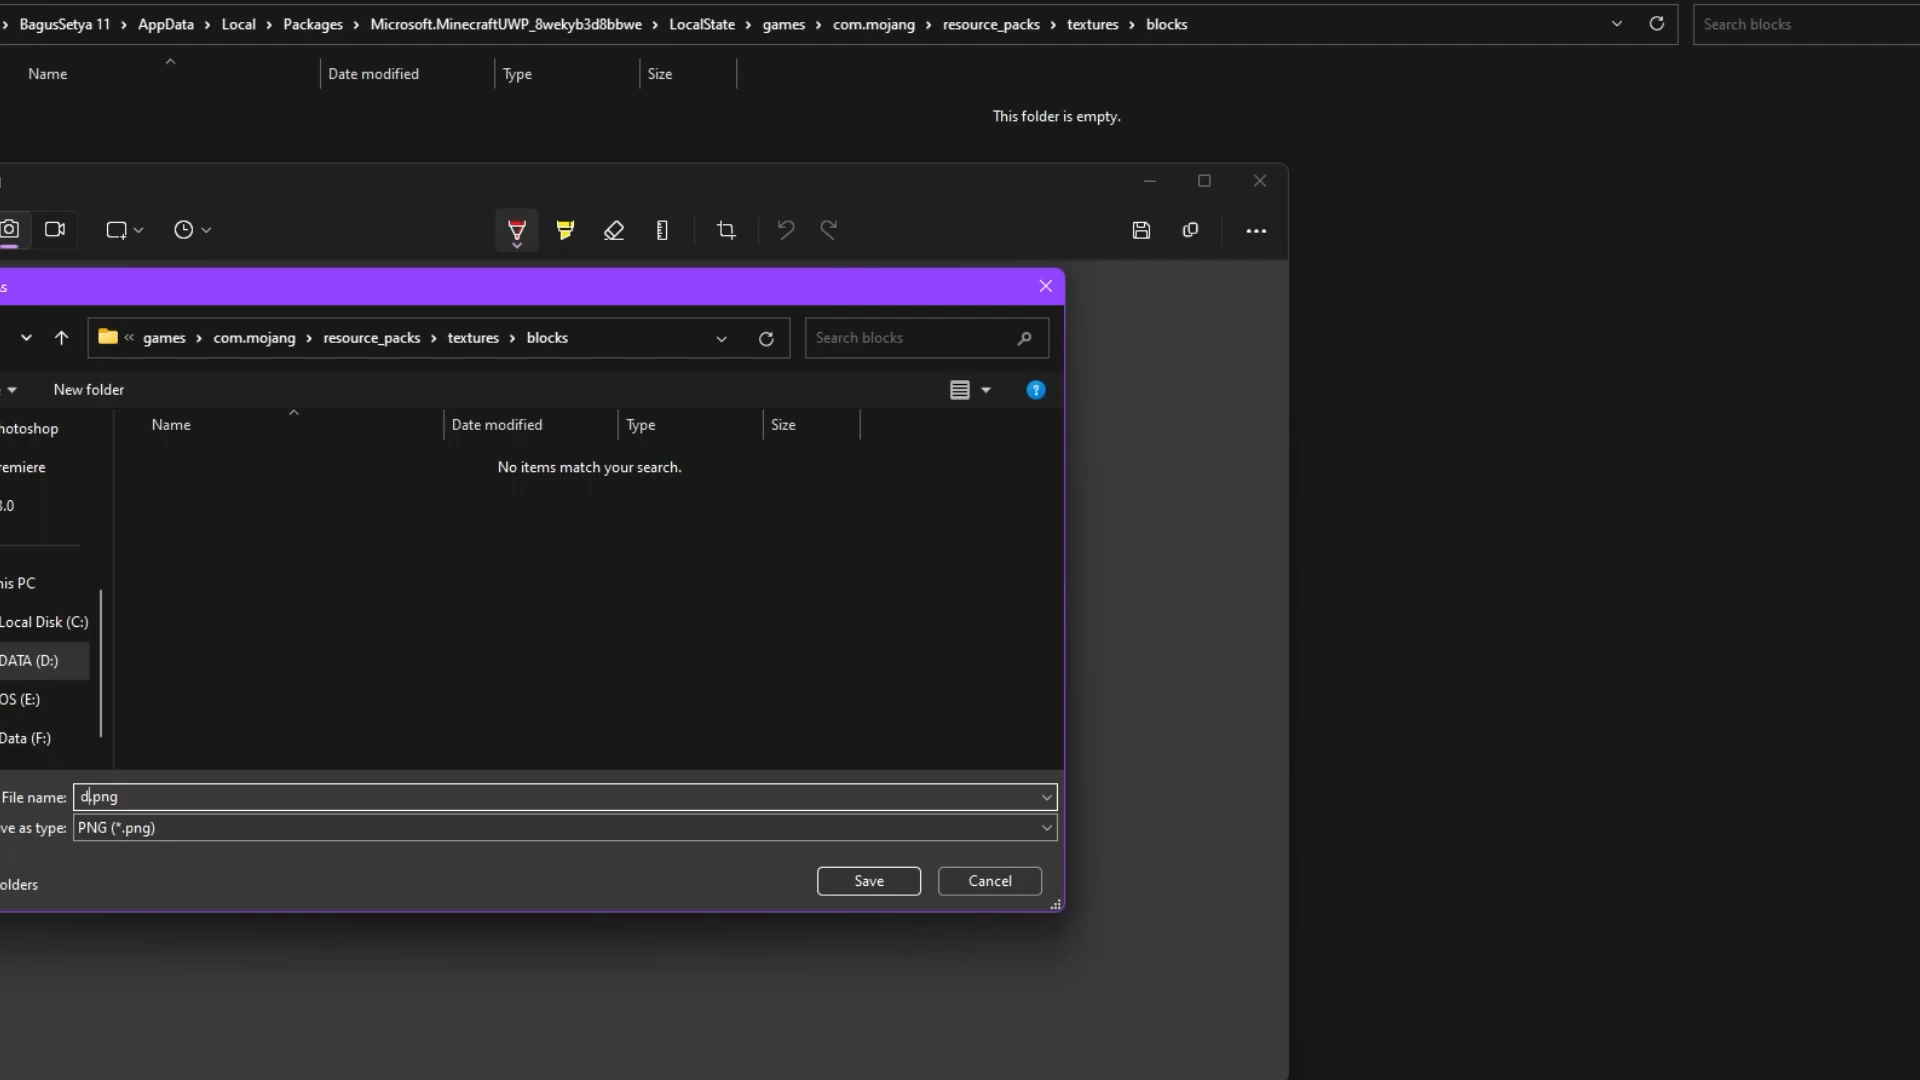 BagusSetya 11 > AppData > Local > Packages > Microsoft.MinecraftUWP_8wekyb3d8bbwe > LocalState > games > com.mojang > resource_packs > textures > blocks
Search blocks
Name
Date modified
Type
Size
This folder is empty.
« games > com.mojang > resource_packs > textures > blocks
Search blocks
New folder
Name
Date modified
Type
Size
hotoshop
No items match your search.
remiere
3.0
his PC
Local Disk (C:)
DATA (D:)
OS (E:)
Data (F:)
File name: d.png
ve as type: PNG (*.png)
olders
Save
Cancel